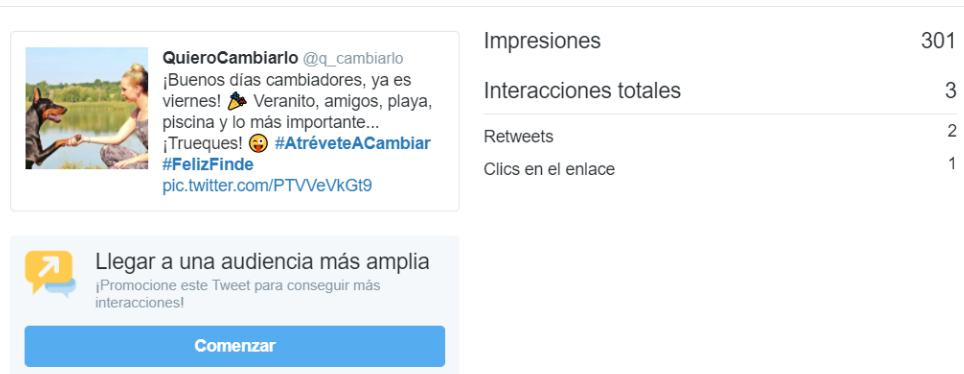 QuieroCambiarlo @q_cambiarlo
¡Buenos días cambiadores, ya es
viernes! 🎉 Veranito, amigos, playa,
piscina y lo más importante...
¡Trueques! 😜 #AtréveteACambiar
#FelizFinde
pic.twitter.com/PTVVeVkGt9
Impresiones 301
Interacciones totales 3
Retweets 2
Clics en el enlace 1
Llegar a una audiencia más amplia
¡Promocione este Tweet para conseguir más
interacciones!
Comenzar